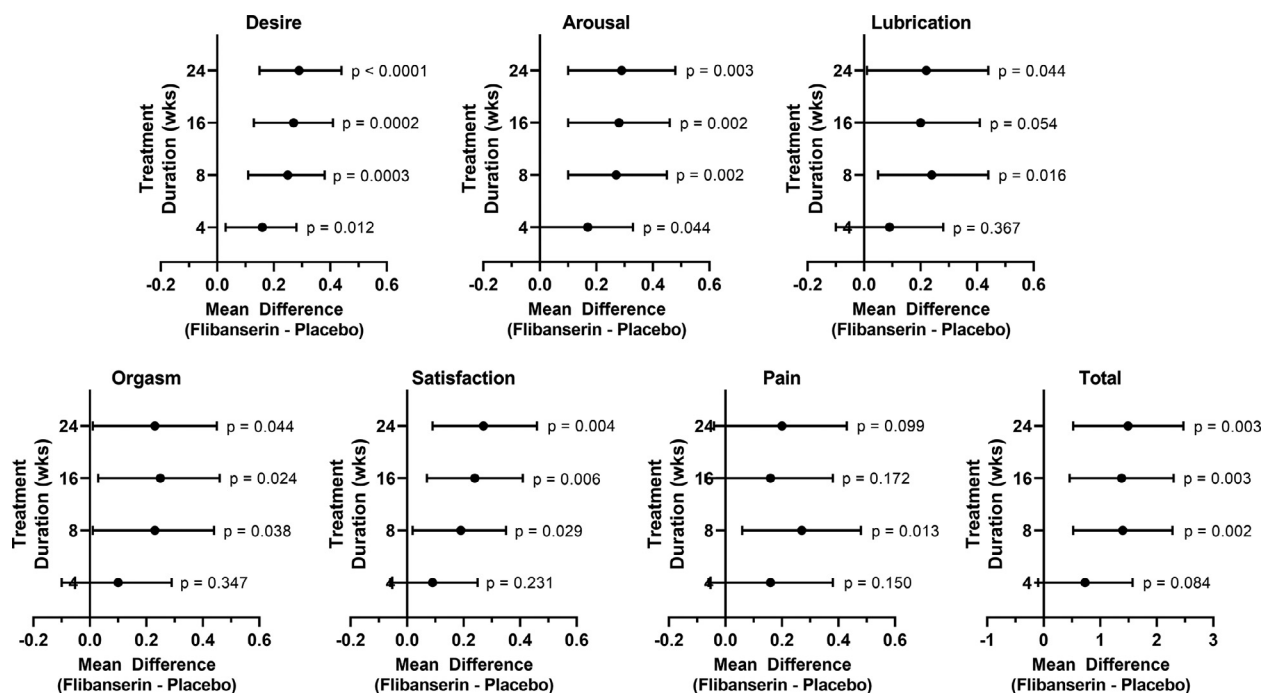 Desire
Treatment
Duration (wks)
24
16
8
4
p < 0.0001
p = 0.0002
p = 0.0003
p = 0.012
-0.2 0.0 0.2 0.4 0.6
Mean Difference
(Flibanserin - Placebo)
Arousal
Treatment
Duration (wks)
24
16
8
4
p = 0.003
p = 0.002
p = 0.002
p = 0.044
-0.2 0.0 0.2 0.4 0.6
Mean Difference
(Flibanserin - Placebo)
Lubrication
Treatment
Duration (wks)
24
16
8
4
p = 0.044
p = 0.054
p = 0.016
p = 0.367
-0.2 0.0 0.2 0.4 0.6
Mean Difference
(Flibanserin - Placebo)
Orgasm
Treatment
Duration (wks)
24
16
8
4
p = 0.044
p = 0.024
p = 0.038
p = 0.347
-0.2 0.0 0.2 0.4 0.6
Mean Difference
(Flibanserin - Placebo)
Satisfaction
Treatment
Duration (wks)
24
16
8
4
p = 0.004
p = 0.006
p = 0.029
p = 0.231
-0.2 0.0 0.2 0.4 0.6
Mean Difference
(Flibanserin - Placebo)
Pain
Treatment
Duration (wks)
24
16
8
4
p = 0.099
p = 0.172
p = 0.013
p = 0.150
-0.2 0.0 0.2 0.4 0.6
Mean Difference
(Flibanserin - Placebo)
Total
Treatment
Duration (wks)
24
16
8
4
p = 0.003
p = 0.003
p = 0.002
p = 0.084
-1 0 1 2 3
Mean Difference
(Flibanserin - Placebo)